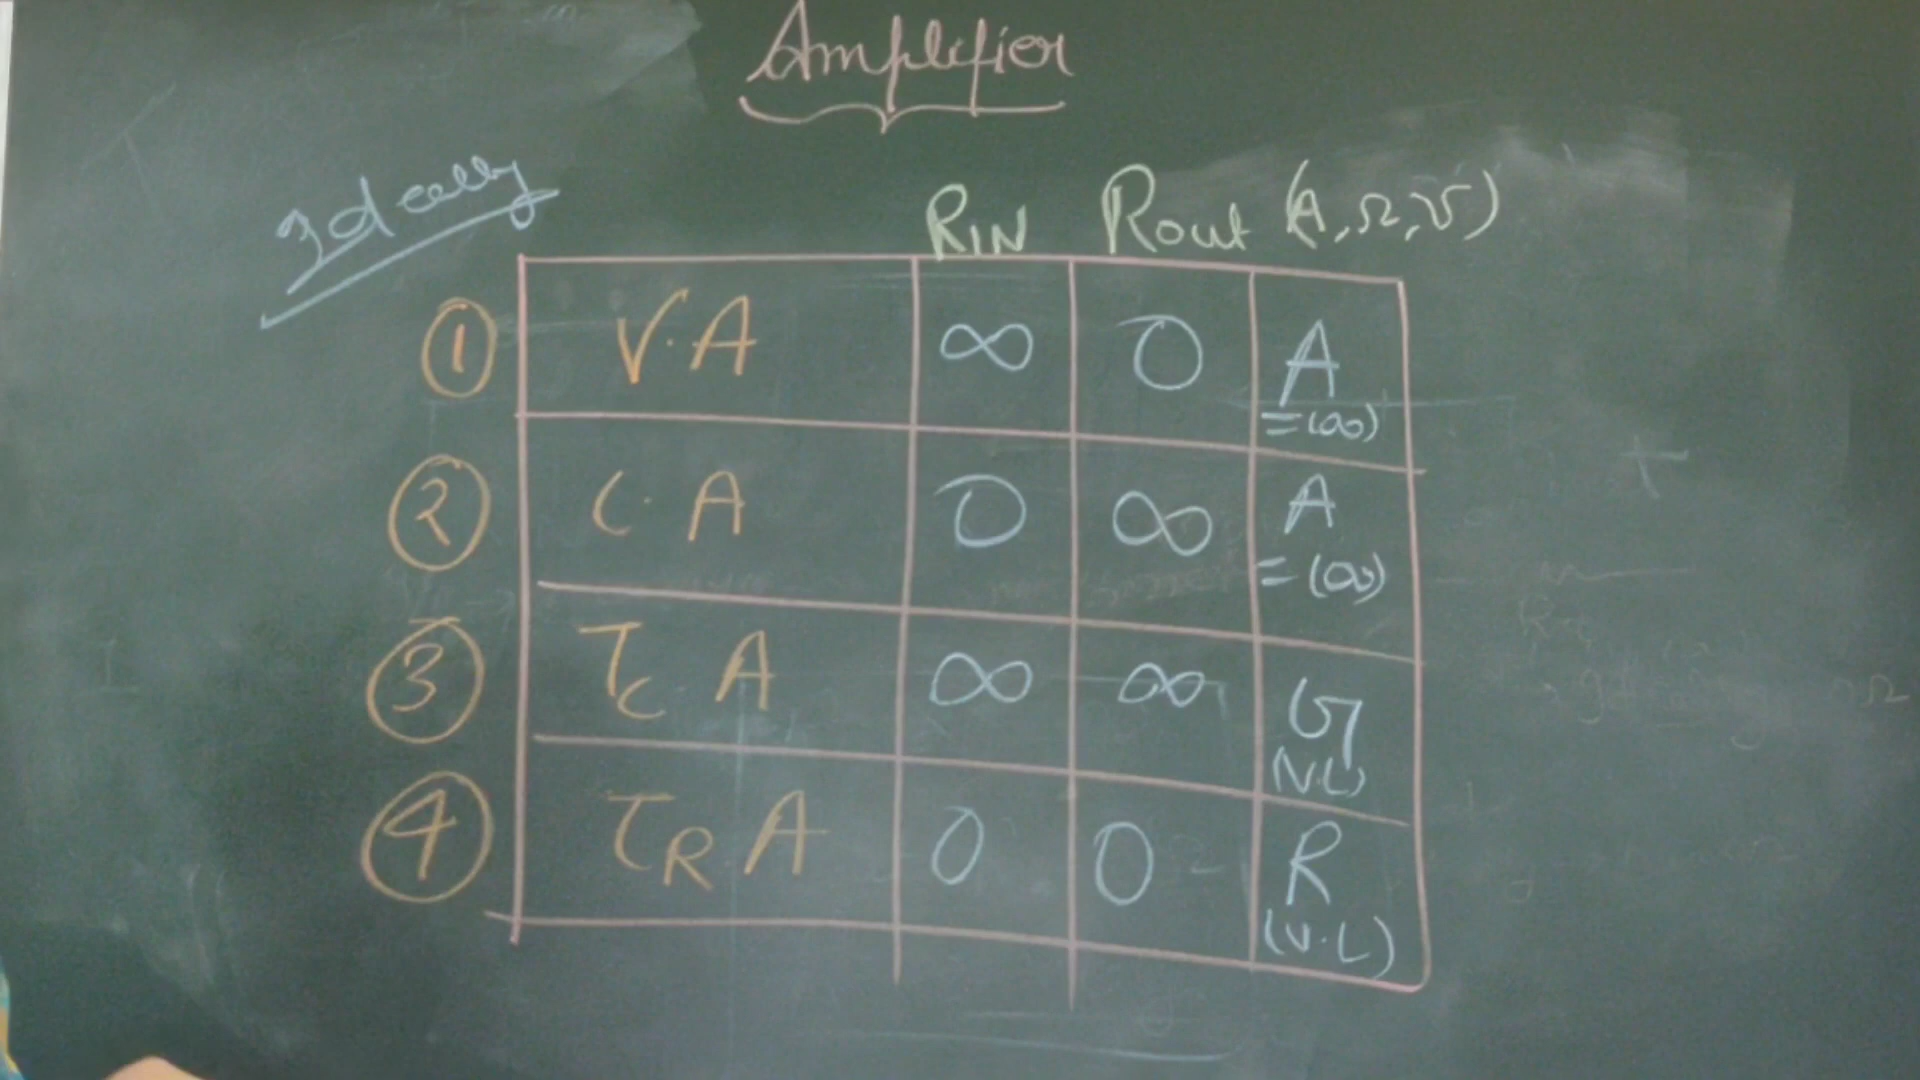 Amplifier
Ideally
RIN Rout (A, Ω, ℧)
① V.A ∞ 0 A
=(∞)
② C.A 0 ∞ A
=(∞)
③ TC A ∞ ∞ G
(V.L)
④ TR A 0 0 R
(V.L)